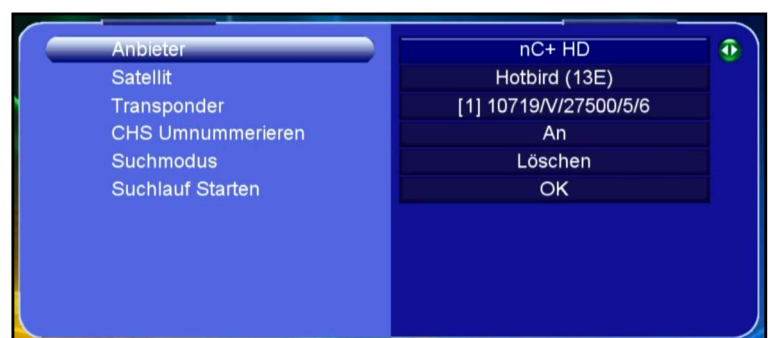 Anbieter nC+ HD
Satellit Hotbird (13E)
Transponder [1] 10719/V/27500/5/6
CHS Umnummerieren An
Suchmodus Löschen
Suchlauf Starten OK